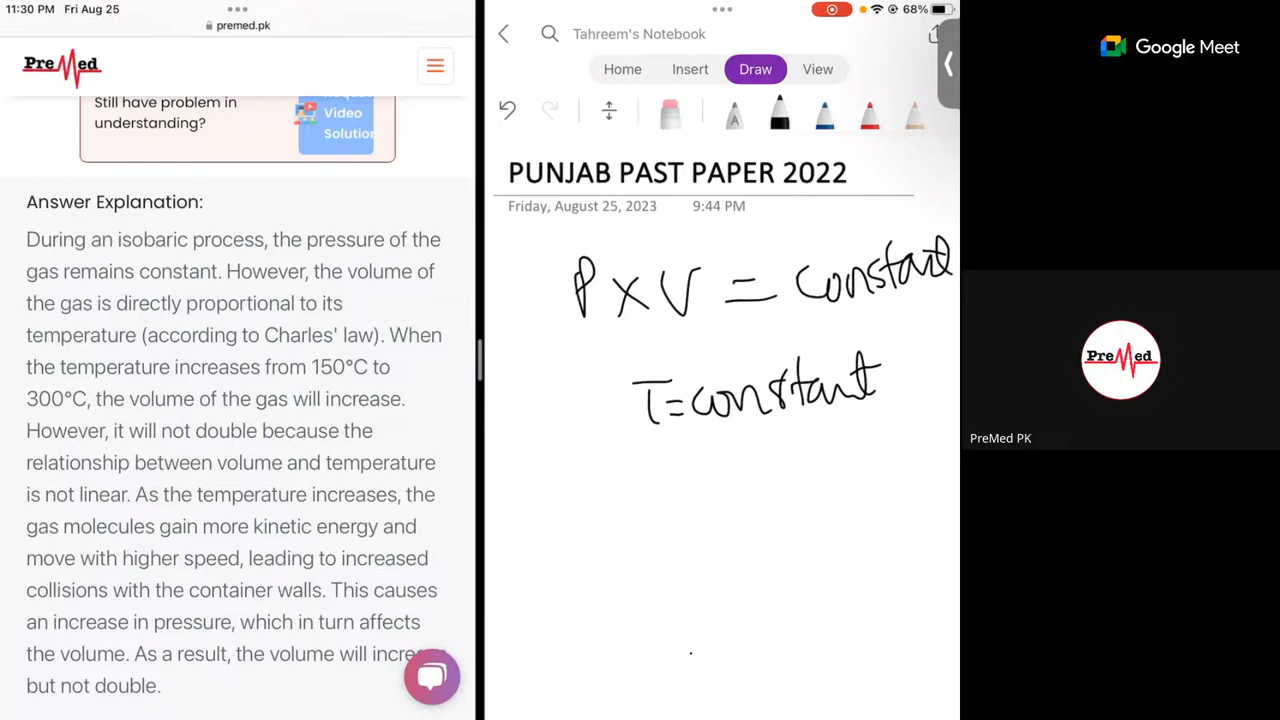 11:30 PM Fri Aug 25
premed.pk
PreMed
Still have problem in
understanding?
Video
Solution
Answer Explanation:
During an isobaric process, the pressure of the
gas remains constant. However, the volume of
the gas is directly proportional to its
temperature (according to Charles' law). When
the temperature increases from 150°C to
300°C, the volume of the gas will increase.
However, it will not double because the
relationship between volume and temperature
is not linear. As the temperature increases, the
gas molecules gain more kinetic energy and
move with higher speed, leading to increased
collisions with the container walls. This causes
an increase in pressure, which in turn affects
the volume. As a result, the volume will incre
but not double.
68%
Tahreem's Notebook
Home Insert Draw View
A
PUNJAB PAST PAPER 2022
Friday, August 25, 2023 9:44 PM
P X V = constant
T = constant
Google Meet
PreMed
PreMed PK